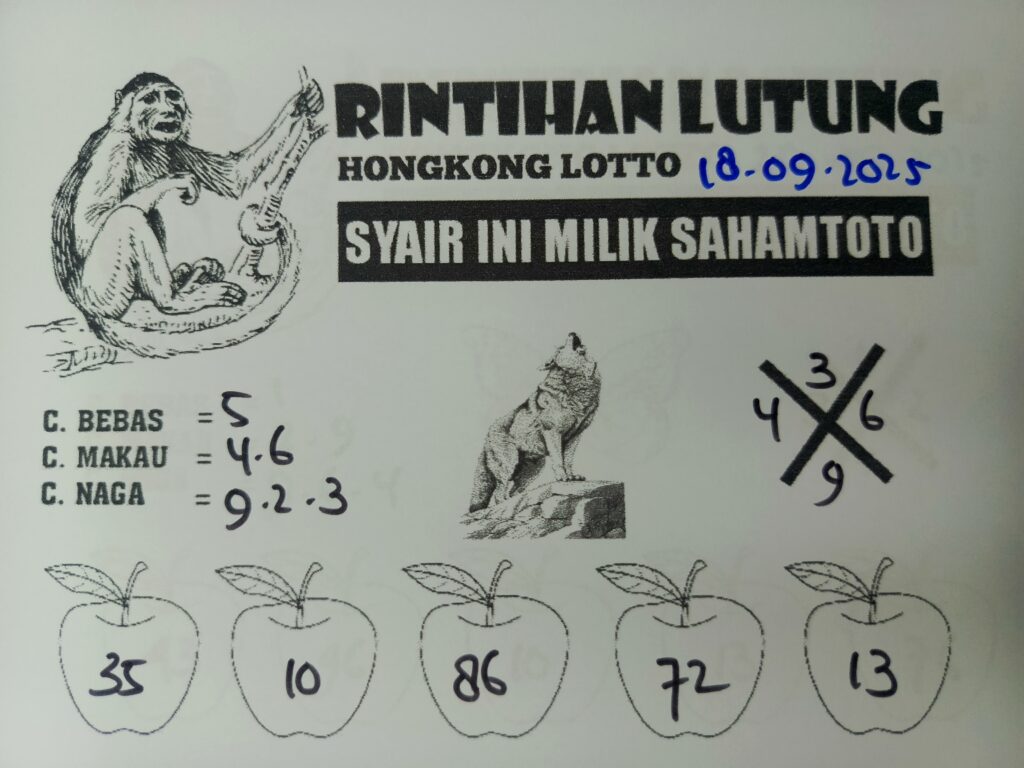 RINTIHAN LUTUNG
HONGKONG LOTTO 18.09.2025
SYAIR INI MILIK SAHAMTOTO
C. BEBAS = 5
C. MAKAU = 4.6
C. NAGA = 9.2.3
3
4 6
9
35 10 86 72 13